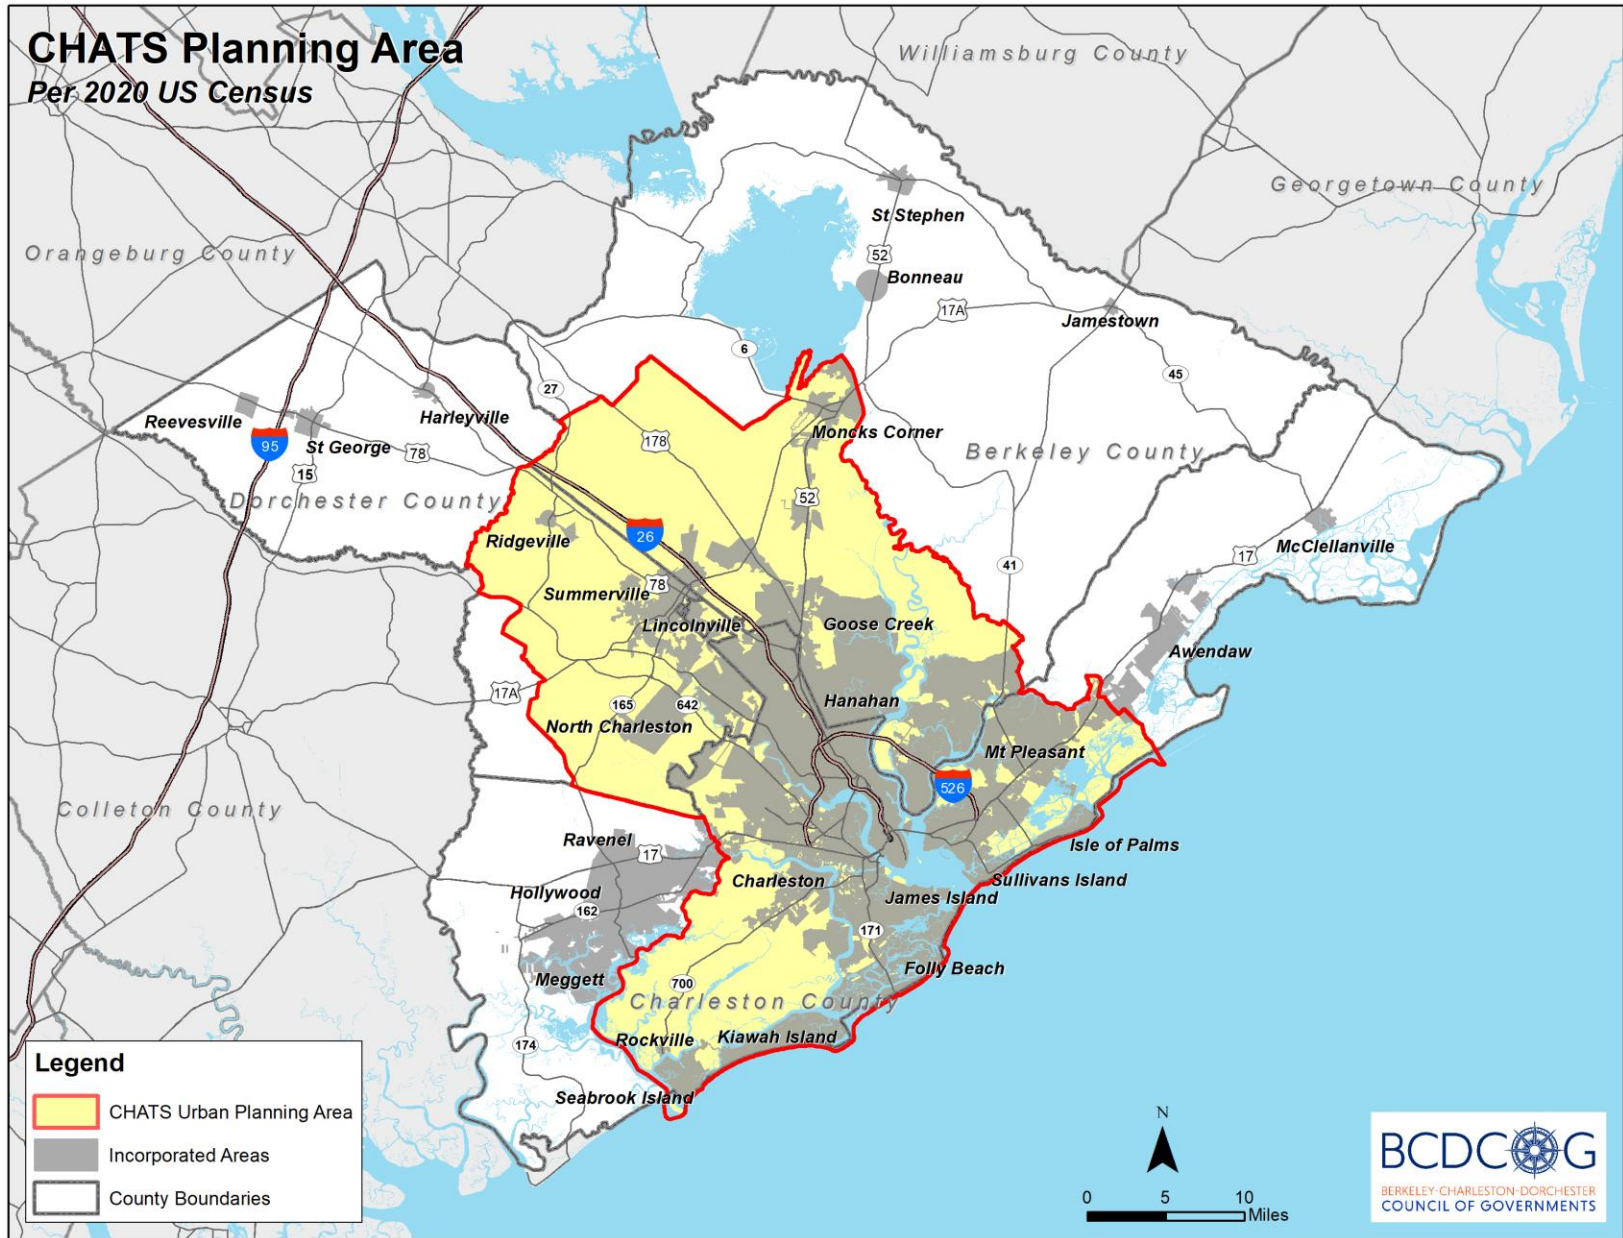 CHATS Planning Area
Per 2020 US Census
Williamsburg County
Georgetown County
Orangeburg County
St Stephen
52
Bonneau
17A
Jamestown
6
45
27
Reevesville
Harleyville
95
St George
78
15
178
Moncks Corner
Berkeley County
Dorchester County
52
McClellanville
17
Ridgeville
26
41
Summerville
78
Lincolnville
Goose Creek
Awendaw
17A
165
642
Hanahan
North Charleston
Mt Pleasant
526
Colleton County
Ravenel
17
Isle of Palms
Charleston
Sullivans Island
Hollywood
James Island
162
171
Folly Beach
Meggett
700
Charleston County
Rockville
Kiawah Island
174
Seabrook Island
Legend
CHATS Urban Planning Area
Incorporated Areas
County Boundaries
N
0 5 10
Miles
BCDCOG
BERKELEY·CHARLESTON·DORCHESTER
COUNCIL OF GOVERNMENTS